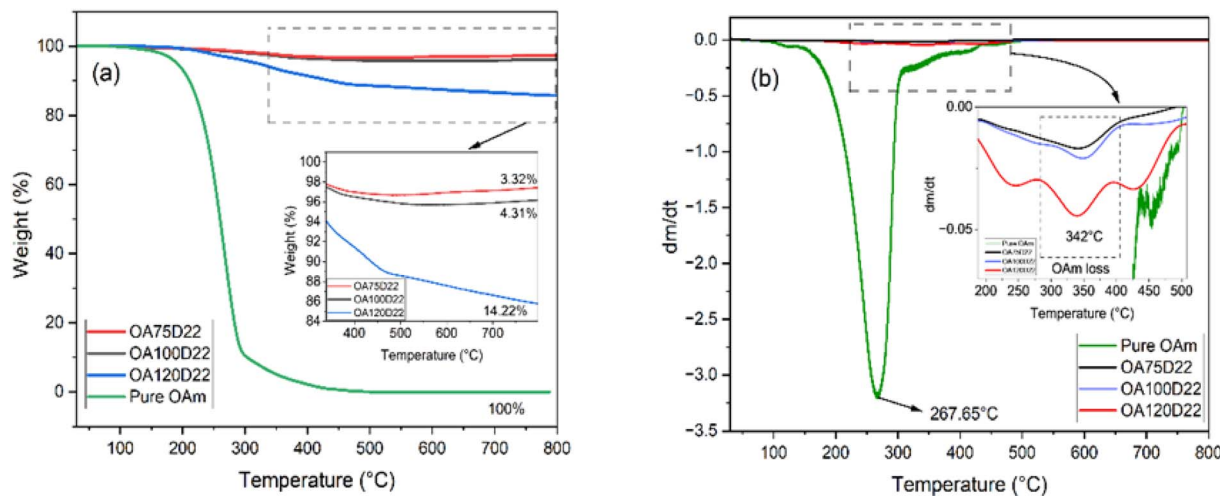 (a)
100
80
60
40
20
0
Weight (%)
100 200 300 400 500 600 700 800
Temperature (°C)
OA75D22
OA100D22
OA120D22
Pure OAm
100%
98
96
94
92
90
88
86
84
Weight (%)
3.32%
4.31%
14.22%
OA75D22
OA100D22
OA120D22
400 500 600 700
Temperature (°C)
(b)
0.0
−0.5
−1.0
−1.5
−2.0
−2.5
−3.0
−3.5
dm/dt
100 200 300 400 500 600 700 800
Temperature (°C)
267.65°C
Pure OAm
OA75D22
OA100D22
OA120D22
0.00
−0.05
dm/dt
342°C
OAm loss
Pure OAm
OA75D22
OA100D22
OA120D22
200 250 300 350 400 450 500
Temperature (°C)